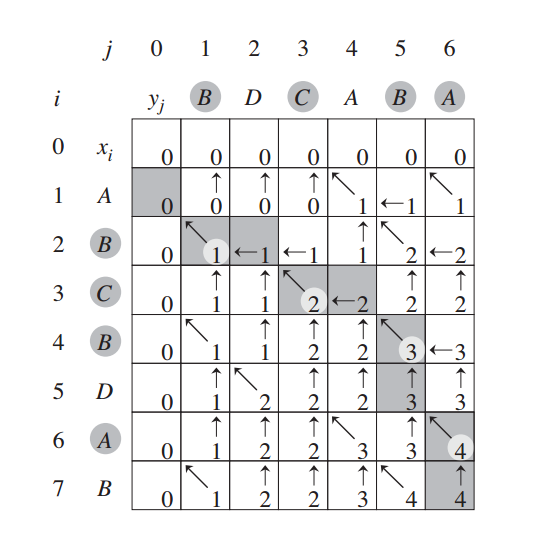 j 0 1 2 3 4 5 6
i yj B D C A B A
0 xi 0 0 0 0 0 0 0
1 A 0 ↑0 ↑0 ↑0 ↖1 ←1 ↖1
2 B 0 ↖1 ←1 ←1 ↑1 ↖2 ←2
3 C 0 ↑1 ↑1 ↖2 ←2 ↑2 ↑2
4 B 0 ↖1 ↑1 ↑2 ↑2 ↖3 ←3
5 D 0 ↑1 ↖2 ↑2 ↑2 ↑3 ↑3
6 A 0 ↑1 ↑2 ↑2 ↖3 ↑3 ↖4
7 B 0 ↖1 ↑2 ↑2 ↑3 ↖4 ↑4